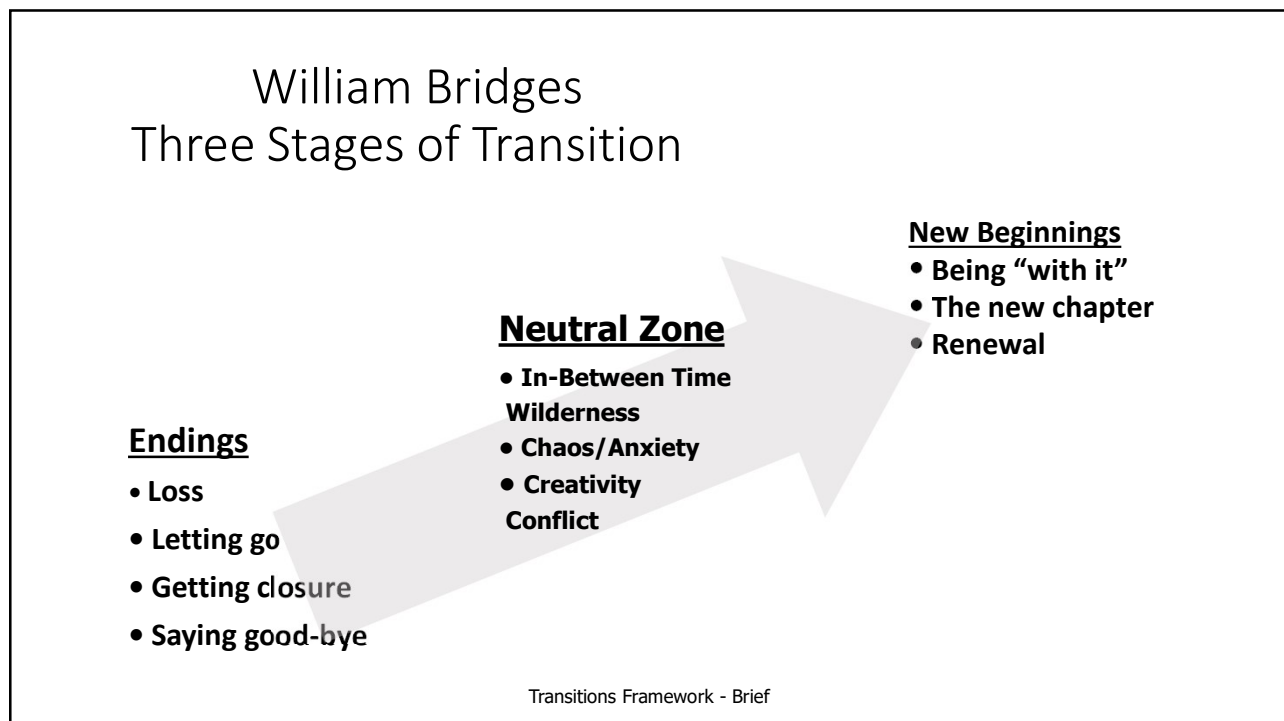 William Bridges
Three Stages of Transition
Endings
• Loss
• Letting go
• Getting closure
• Saying good-bye
Neutral Zone
• In-Between Time
Wilderness
• Chaos/Anxiety
• Creativity
Conflict
New Beginnings
• Being “with it”
• The new chapter
• Renewal
Transitions Framework - Brief